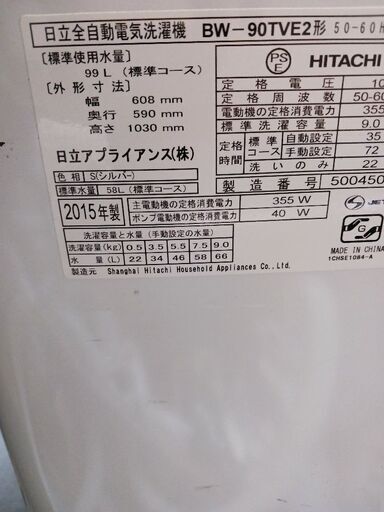 日立全自動電気洗濯機 BW-90TVE2形 50-60H
〔標準使用水量〕
99L（標準コース）
〔外形寸法〕
幅 608 mm
奥行 590 mm
高さ 1030 mm
日立アプライアンス(株)
色相 S(シルバー)
標準水量 58L（標準コース）
2015年製
主電動機の定格消費電力 355 W
ポンプ電動機の定格消費電力 40 W
洗濯容量と水量（手動設定の水量）
洗濯容量(kg) 0.5 3.5 5.5 7.5 9.0
水量(L) 22 34 46 58 66
製造元 Shanghai Hitachi Household Appliances Co.,Ltd.
PS
E
HITACHI
定格電圧 10
定格周波数 50-60
電動機の定格消費電力 355
標準洗濯容量 9.0
定格時間 標準コース 自動設定 35
手動設定 72
洗いのみ 22
製造番号 500450
JET
G
MADE IN CHINA
1CHSE1084-A